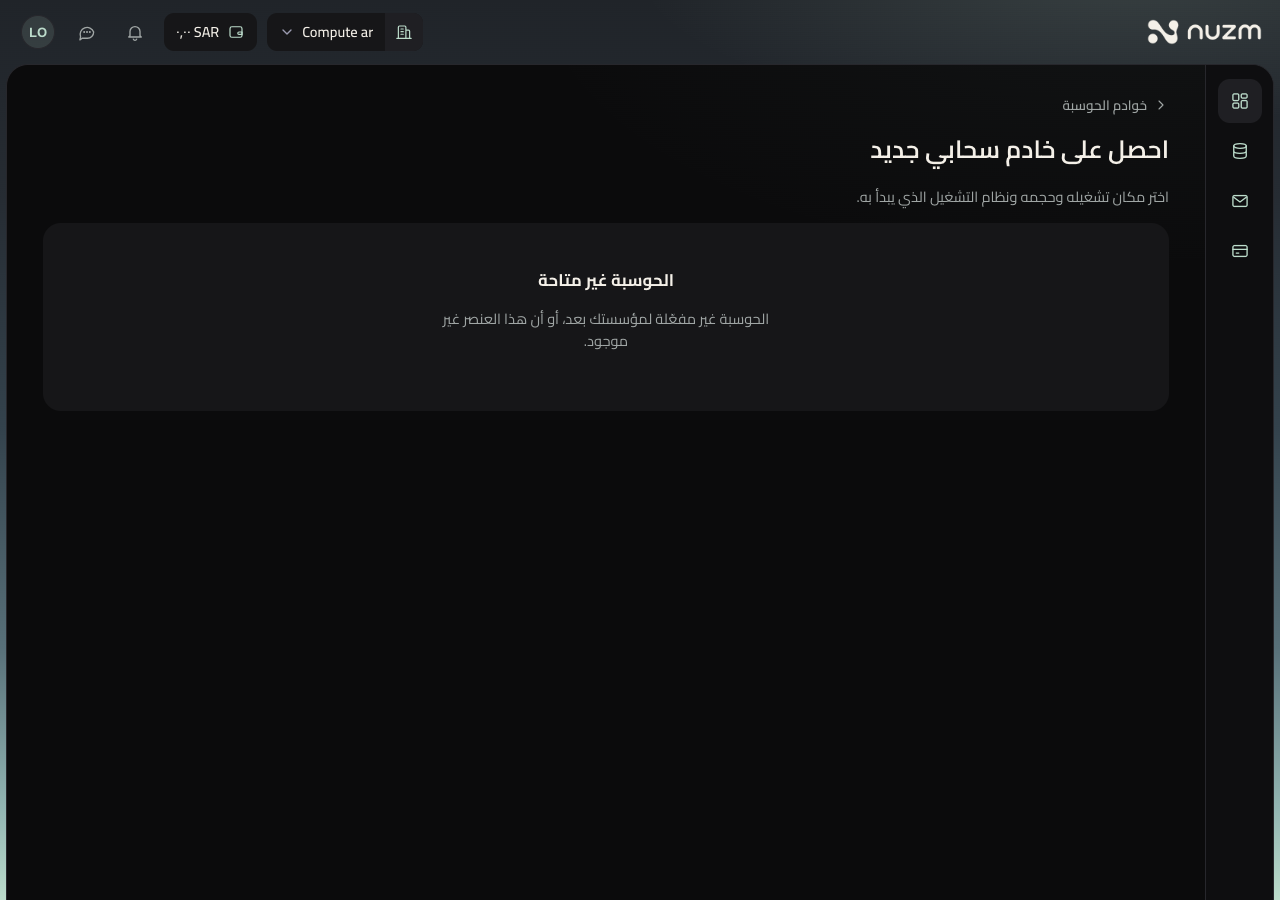 nuzm
Compute ar
٠,٠٠ SAR
LO
خوادم الحوسبة
احصل على خادم سحابي جديد
اختر مكان تشغيله وحجمه ونظام التشغيل الذي يبدأ به.
الحوسبة غير متاحة
الحوسبة غير مفعّلة لمؤسستك بعد، أو أن هذا العنصر غير
موجود.